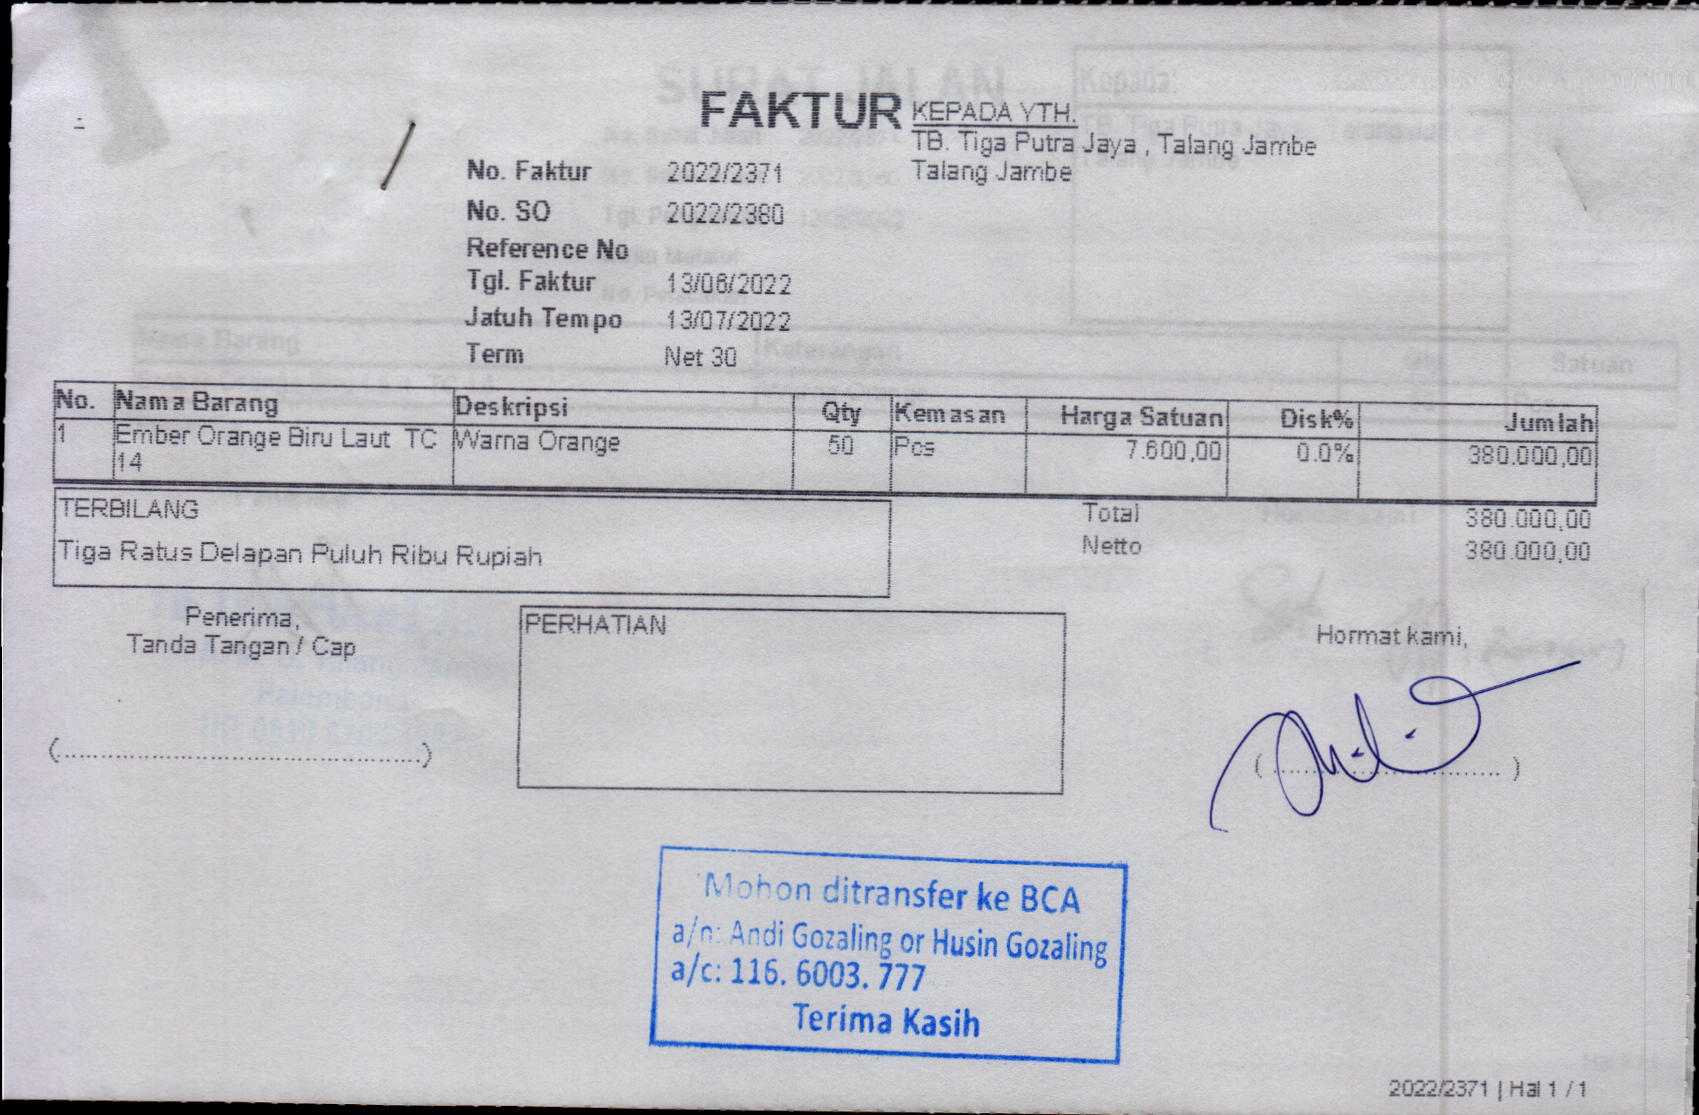 FAKTUR
KEPADA YTH.
TB. Tiga Putra Jaya , Talang Jambe
Talang Jambe
No. Faktur 2022/2371
No. SO 2022/2380
Reference No
Tgl. Faktur 13/06/2022
Jatuh Tempo 13/07/2022
Term Net 30
No. Nama Barang Deskripsi Qty Kemasan Harga Satuan Disk% Jumlah
1 Ember Orange Biru Laut TC Warna Orange 50 Pcs 7.600,00 0.0% 380.000,00
14
TERBILANG
Tiga Ratus Delapan Puluh Ribu Rupiah
Total 380.000,00
Netto 380.000,00
Penerima,
Tanda Tangan / Cap
PERHATIAN
Hormat kami,
Mohon ditransfer ke BCA
a/n: Andi Gozaling or Husin Gozaling
a/c: 116. 6003. 777
Terima Kasih
2022/2371 | Hal 1 / 1